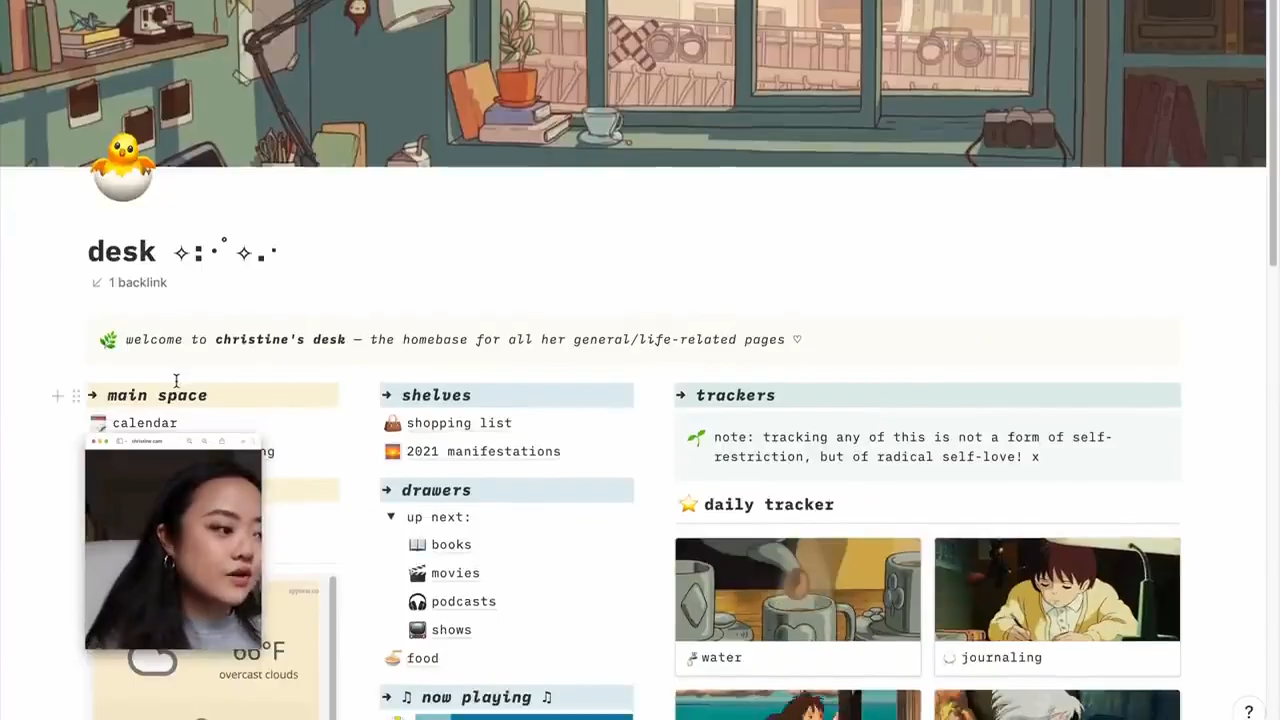 desk ✧:·˚✧.·
1 backlink
welcome to christine's desk — the homebase for all her general/life-related pages ♡
→ main space
calendar
ng
66°F
overcast clouds
→ shelves
shopping list
2021 manifestations
→ drawers
up next:
books
movies
podcasts
shows
food
→ ♫ now playing ♫
→ trackers
note: tracking any of this is not a form of self-
restriction, but of radical self-love! x
daily tracker
water
journaling
?